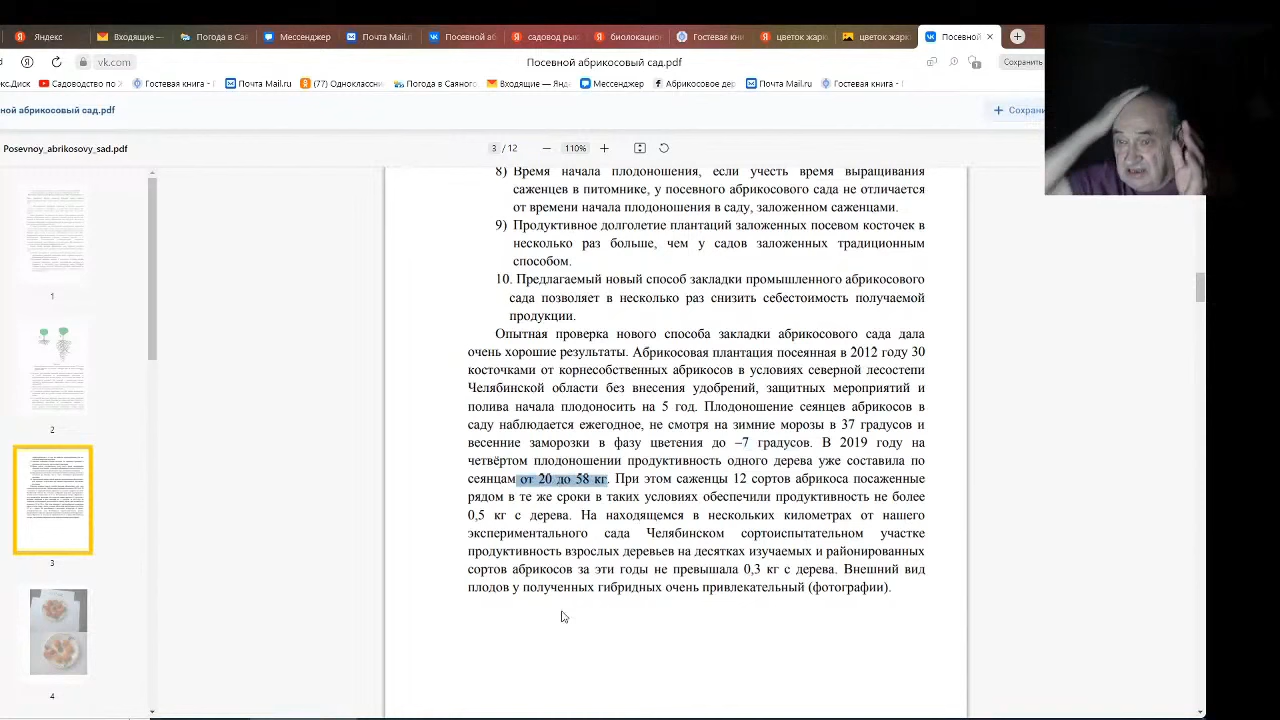 Яндекс
Входящие —
Погода в Сая
Мессенджер
Почта Mail.ru
Посевной аб
садовод рык
биолокацио
Гостевая кни
цветок жарк
цветок жарк
Посевной
vk.com
Посевной абрикосовый сад.pdf
Сохранить
кс.Диск
Садоводство по
Гостевая книга - Г
Почта Mail.ru
(77) Одноклассни
Погода в Саяного
Входящие — Янде
Мессенджер
Абрикосовое дер
Почта Mail.ru
Гостевая книга - Г
ной абрикосовый сад.pdf
Сохрани
Posevnoy_abrikosovy_sad.pdf
3 / 12
110%
8) Время начала плодоношения, если учесть время выращивания
саженцев в питомнике, у посевного абрикосового сада не отличается
от времени начала плодоношения в саду, заложенном саженцами.
9) Продуктивное долголетие плантаций заложенных посевом косточек в
несколько раз больше, чем у садов заложенных традиционным
способом.
10. Предлагаемый новый способ закладки промышленного абрикосового
сада позволяет в несколько раз снизить себестоимость получаемой
продукции.
Опытная проверка нового способа закладки абрикосового сада дала
очень хорошие результаты. Абрикосовая плантация посеянная в 2012 году 30
косточками от корнесобственных абрикосов в условиях северной лесостепи
Челябинской области без внесения удобрений, защитных мероприятий и
полива начала плодоносить на 5 год. Плодоношение сеянцев абрикосов в
саду наблюдается ежегодное, не смотря на зимние морозы в 37 градусов и
весенние заморозки в фазу цветения до –7 градусов. В 2019 году на
четвертом плодоношении продуктивность одного дерева уже составила по
сеянцам от 20 до 58 кг. При этом саженцы 15 сортов абрикоса посаженные
рядом в те же сроки в таких условиях обеспечили продуктивность не более
0,5 кг с дерева. На находящемся в нескольких километрах от нашего
экспериментального сада Челябинском сортоиспытательном участке
продуктивность взрослых деревьев на десятках изучаемых и районированных
сортов абрикосов за эти годы не превышала 0,3 кг с дерева. Внешний вид
плодов у полученных гибридных очень привлекательный (фотографии).
1
2
3
4